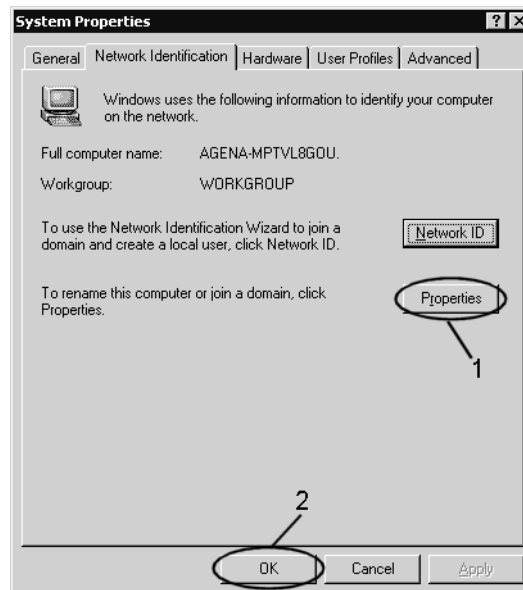 System Properties
General Network Identification Hardware User Profiles Advanced
Windows uses the following information to identify your computer
on the network.
Full computer name: AGENA-MPTVL8GOU.
Workgroup: WORKGROUP
To use the Network Identification Wizard to join a
domain and create a local user, click Network ID.
Network ID
To rename this computer or join a domain, click
Properties.
Properties
1
2
OK Cancel Apply